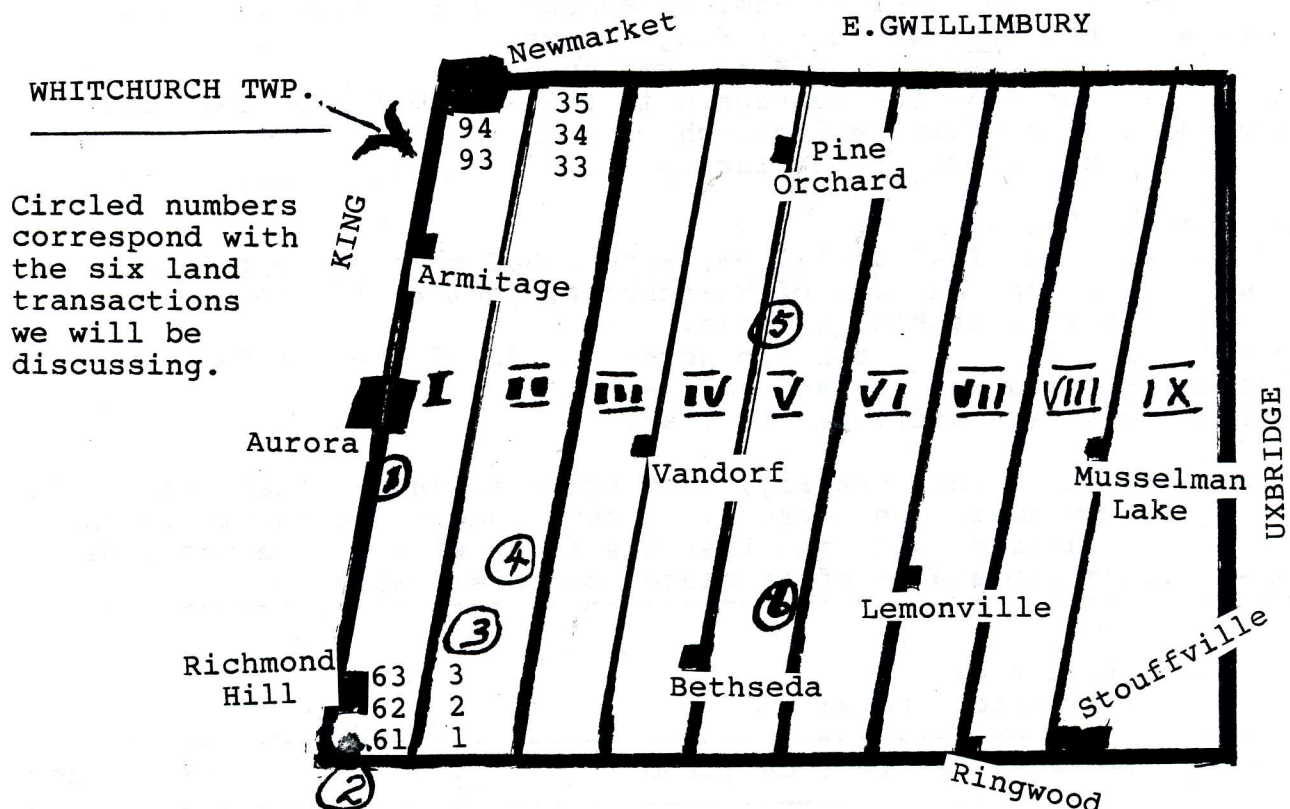 Newmarket
E.GWILLIMBURY
WHITCHURCH TWP.
35
94 34
93 33
Pine
Orchard
Circled numbers
correspond with
the six land
transactions
we will be
discussing.
KING
Armitage
5
I II III IV V VI VII VIII IX
Aurora
Vandorf
Musselman
Lake
UXBRIDGE
1
4
Lemonville
6
3
Stouffville
Richmond
Hill
63 3
62 2
61 1
Bethseda
Ringwood
2